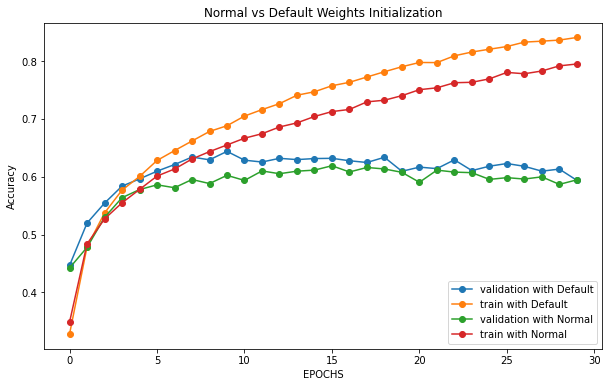 Normal vs Default Weights Initialization
Accuracy
0.8
0.7
0.6
0.5
0.4
0 5 10 15 20 25 30
EPOCHS
validation with Default
train with Default
validation with Normal
train with Normal